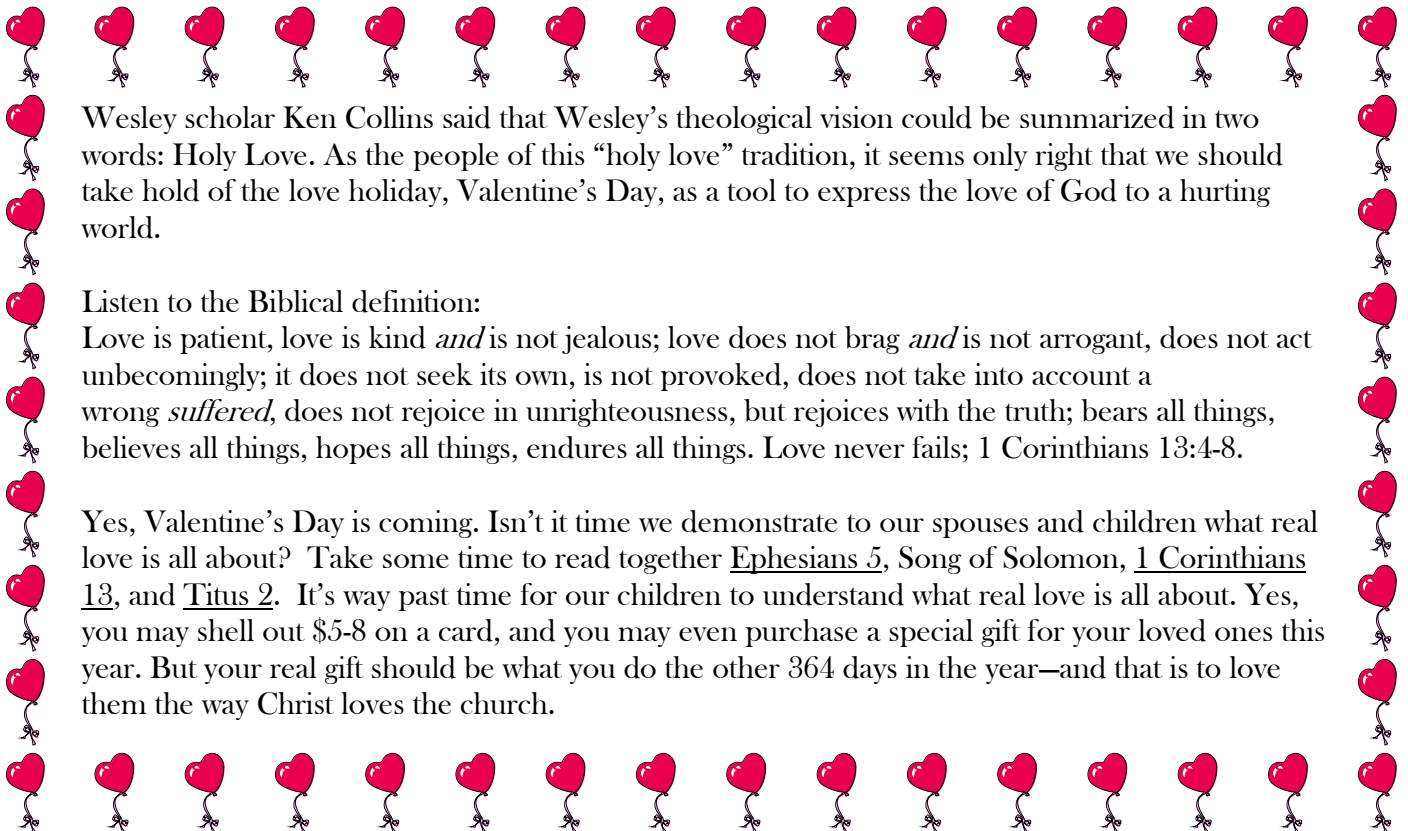 Wesley scholar Ken Collins said that Wesley’s theological vision could be summarized in two
words: Holy Love. As the people of this “holy love” tradition, it seems only right that we should
take hold of the love holiday, Valentine’s Day, as a tool to express the love of God to a hurting
world.
Listen to the Biblical definition:
Love is patient, love is kind and is not jealous; love does not brag and is not arrogant, does not act
unbecomingly; it does not seek its own, is not provoked, does not take into account a
wrong suffered, does not rejoice in unrighteousness, but rejoices with the truth; bears all things,
believes all things, hopes all things, endures all things. Love never fails; 1 Corinthians 13:4-8.
Yes, Valentine’s Day is coming. Isn’t it time we demonstrate to our spouses and children what real
love is all about?  Take some time to read together Ephesians 5, Song of Solomon, 1 Corinthians
13, and Titus 2.  It’s way past time for our children to understand what real love is all about. Yes,
you may shell out $5-8 on a card, and you may even purchase a special gift for your loved ones this
year. But your real gift should be what you do the other 364 days in the year—and that is to love
them the way Christ loves the church.